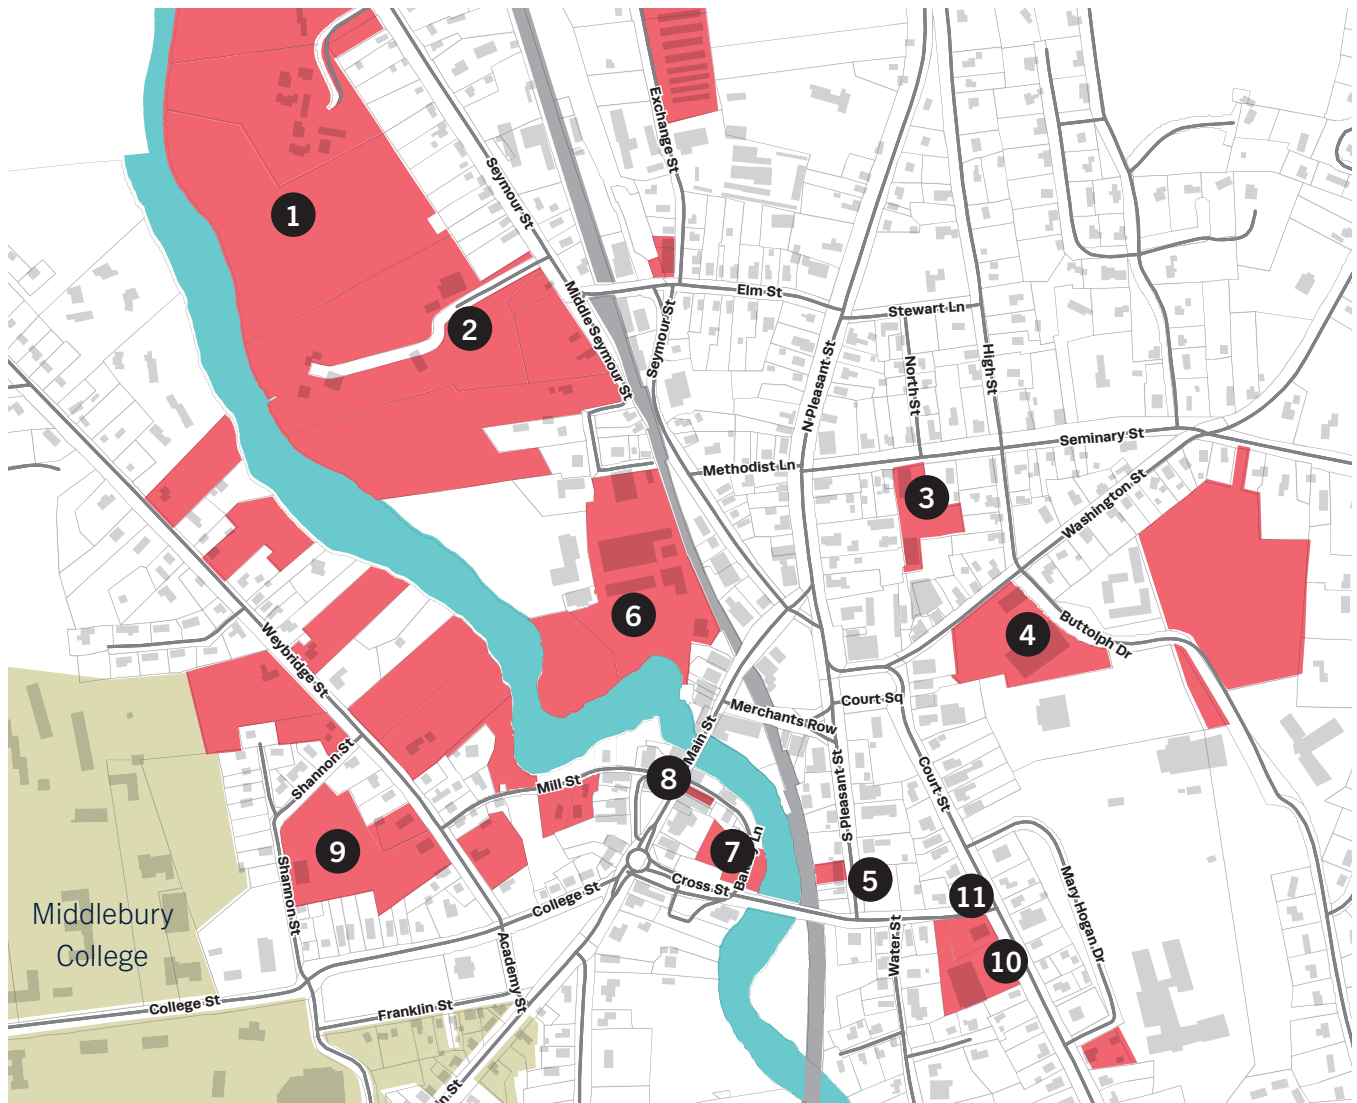 Exchange St
1
Seymour St
Elm St
Middle Seymour St
Seymour St
2
Stewart Ln
North St
High St
N Pleasant St
Seminary St
Methodist Ln
3
Washington St
6
4
Buttolph Dr
Weybridge St
Court Sq
Merchants Row
Main St
Shannon St
Mill St
8
S Pleasant St
Court St
9
7
Cross St
5
11
Mary Hogan Dr
Shannon St
College St
Middlebury
College
Water St
10
Academy St
College St
Franklin St
n St